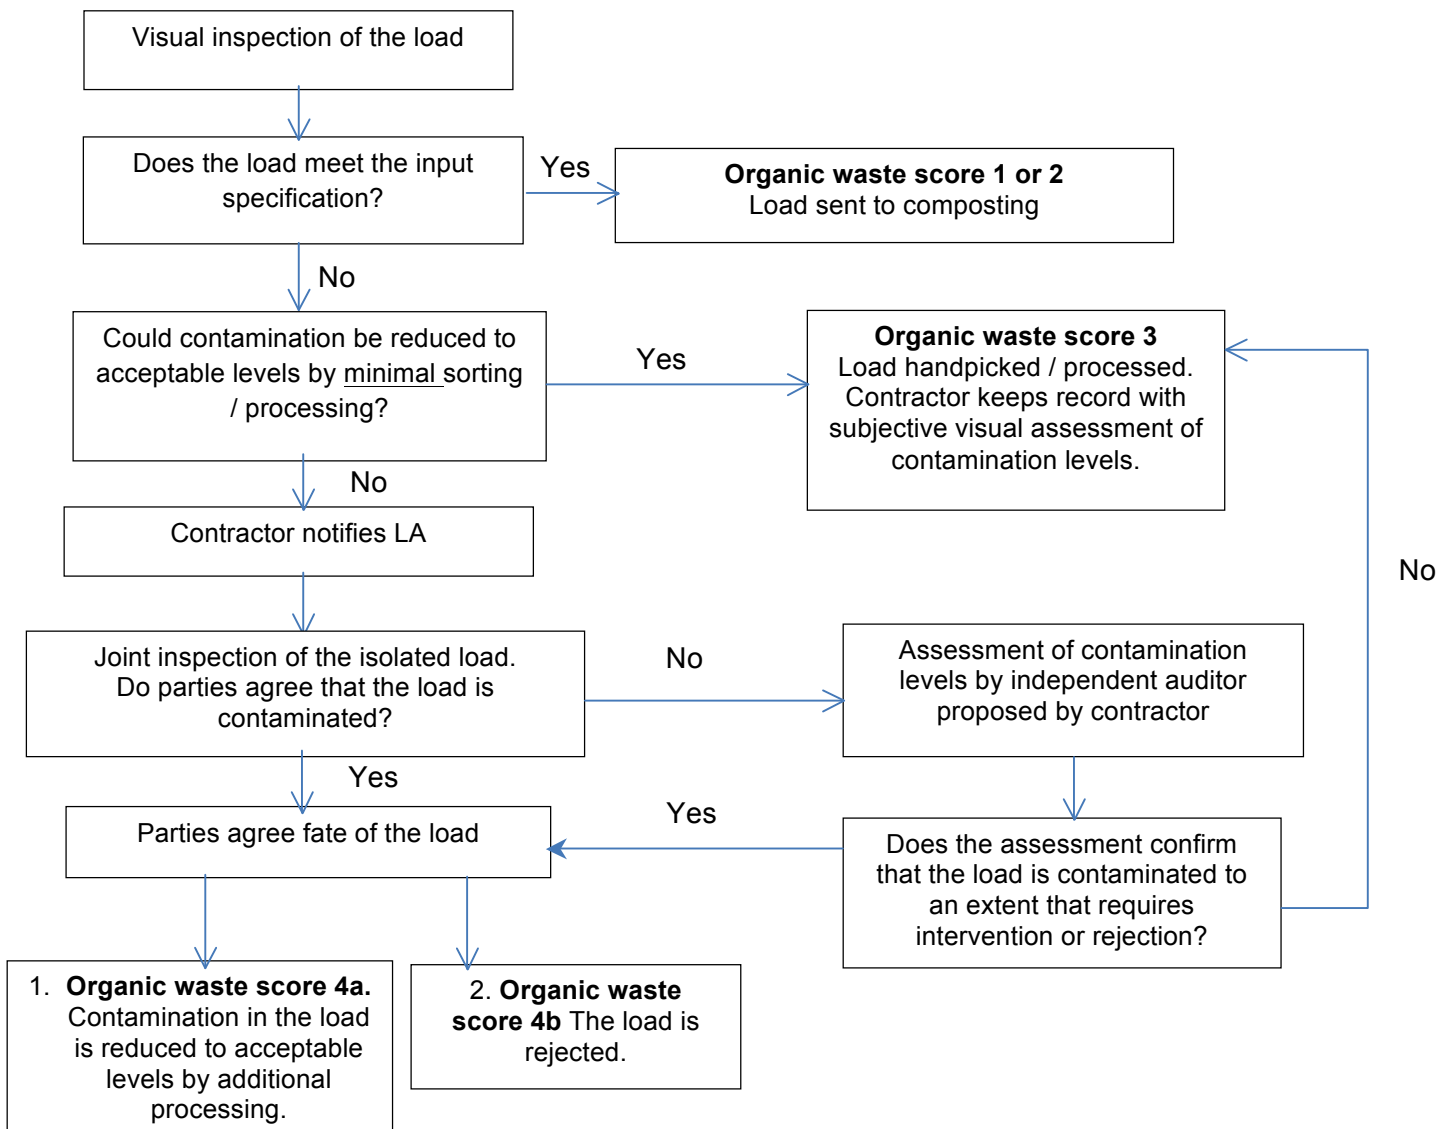 Visual inspection of the load
Does the load meet the input
specification?
Yes
Organic waste score 1 or 2
Load sent to composting
No
Could contamination be reduced to
acceptable levels by minimal sorting
/ processing?
Yes
Organic waste score 3
Load handpicked / processed.
Contractor keeps record with
subjective visual assessment of
contamination levels.
No
Contractor notifies LA
No
Joint inspection of the isolated load.
Do parties agree that the load is
contaminated?
No
Assessment of contamination
levels by independent auditor
proposed by contractor
Yes
Parties agree fate of the load
Yes
Does the assessment confirm
that the load is contaminated to
an extent that requires
intervention or rejection?
1. Organic waste score 4a.
Contamination in the load
is reduced to acceptable
levels by additional
processing.
2. Organic waste
score 4b The load is
rejected.